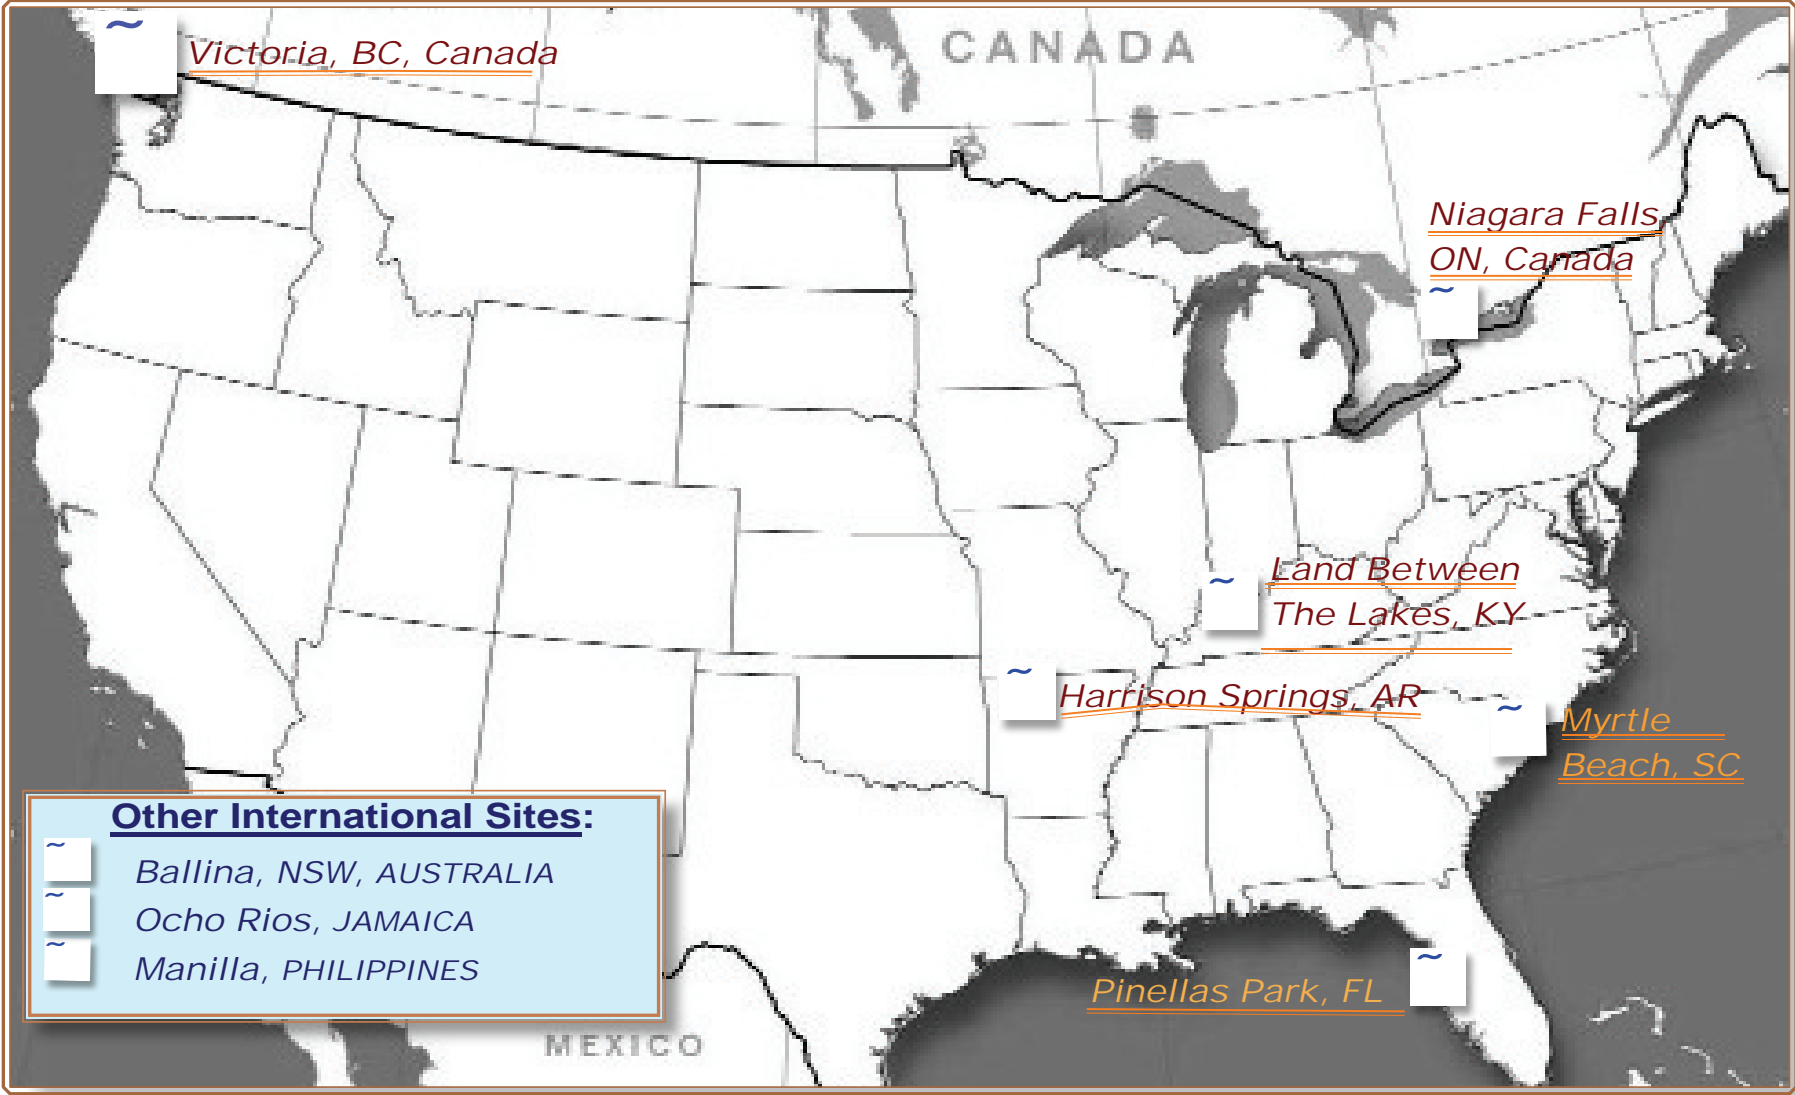 ~
Victoria, BC, Canada
CANADA
Niagara Falls
ON, Canada
~
~
Land Between
The Lakes, KY
~
Harrison Springs, AR
~
Myrtle
Beach, SC
Other International Sites:
~
Ballina, NSW, AUSTRALIA
~
Ocho Rios, JAMAICA
~
Manilla, PHILIPPINES
~
Pinellas Park, FL
MEXICO